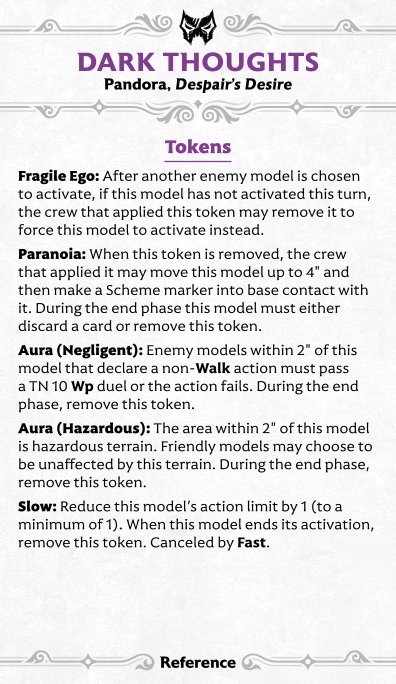 DARK THOUGHTS
Pandora, Despair's Desire
Tokens
Fragile Ego: After another enemy model is chosen
to activate, if this model has not activated this turn,
the crew that applied this token may remove it to
force this model to activate instead.
Paranoia: When this token is removed, the crew
that applied it may move this model up to 4" and
then make a Scheme marker into base contact with
it. During the end phase this model must either
discard a card or remove this token.
Aura (Negligent): Enemy models within 2" of this
model that declare a non-Walk action must pass
a TN 10 Wp duel or the action fails. During the end
phase, remove this token.
Aura (Hazardous): The area within 2" of this model
is hazardous terrain. Friendly models may choose to
be unaffected by this terrain. During the end phase,
remove this token.
Slow: Reduce this model's action limit by 1 (to a
minimum of 1). When this model ends its activation,
remove this token. Canceled by Fast.
Reference